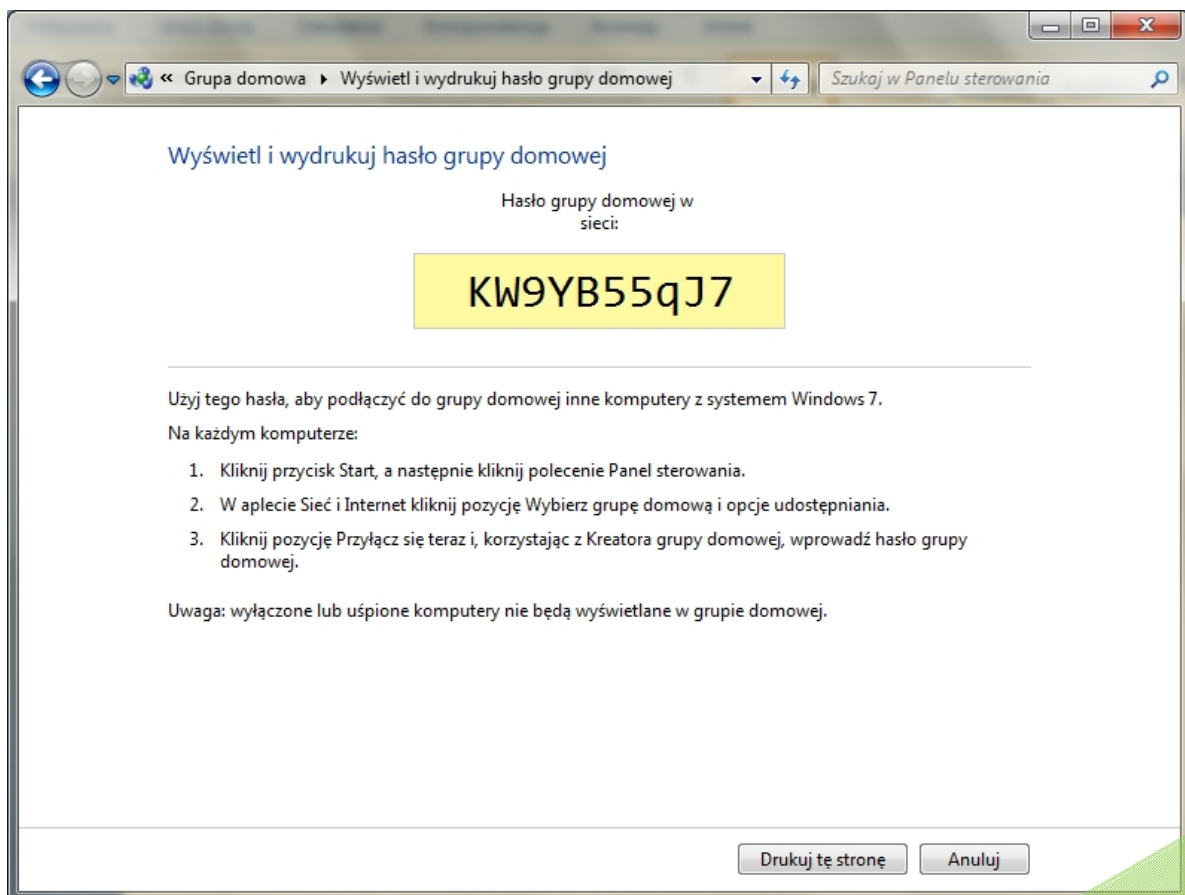 « Grupa domowa ▸ Wyświetl i wydrukuj hasło grupy domowej
Szukaj w Panelu sterowania
Wyświetl i wydrukuj hasło grupy domowej
Hasło grupy domowej w
sieci:
KW9YB55qJ7
Użyj tego hasła, aby podłączyć do grupy domowej inne komputery z systemem Windows 7.
Na każdym komputerze:
1. Kliknij przycisk Start, a następnie kliknij polecenie Panel sterowania.
2. W aplecie Sieć i Internet kliknij pozycję Wybierz grupę domową i opcje udostępniania.
3. Kliknij pozycję Przyłącz się teraz i, korzystając z Kreatora grupy domowej, wprowadź hasło grupy
domowej.
Uwaga: wyłączone lub uśpione komputery nie będą wyświetlane w grupie domowej.
Drukuj tę stronę
Anuluj